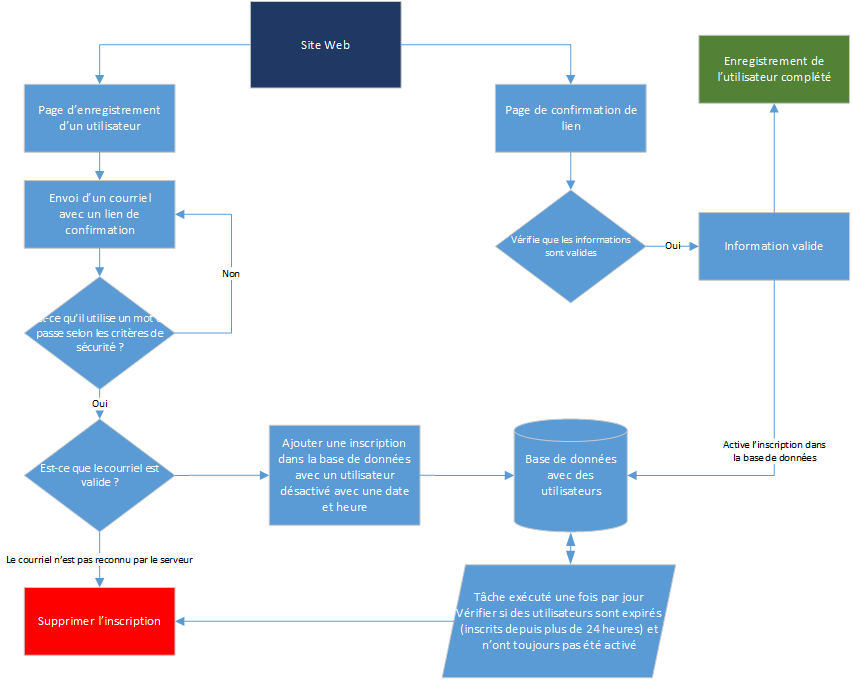 Site Web
Enregistrement de
l'utilisateur complété
Page d'enregistrement
d'un utilisateur
Page de confirmation de
lien
Envoi d'un courriel
avec un lien de
confirmation
Vérifie que les informations
sont valides
Oui
Information valide
Non
t-ce qu'il utilise un mot
passe selon les critères de
sécurité ?
Oui
Est-ce que le courriel est
valide ?
Ajouter une inscription
dans la base de données
avec un utilisateur
désactivé avec une date
et heure
Base de données
avec des
utilisateurs
Active l'inscription dans
la base de données
Le courriel n'est pas reconnu par le serveur
Supprimer l'inscription
Tâche exécuté une fois par jour
Vérifier si des utilisateurs sont expirés
(inscrits depuis plus de 24 heures) et
n'ont toujours pas été activé